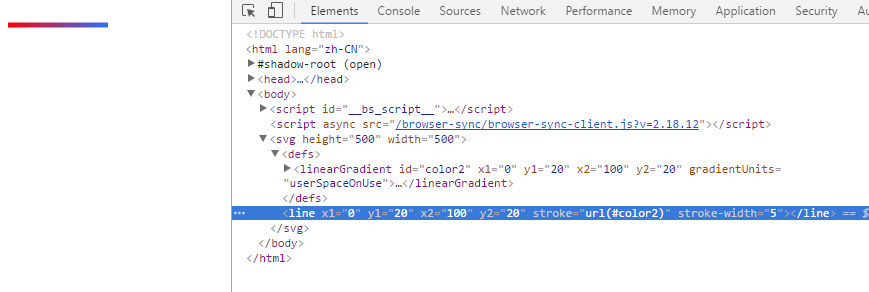 Elements Console Sources Network Performance Memory Application Security
<!DOCTYPE html>
<html lang="zh-CN">
▶#shadow-root (open)
▶<head>…</head>
▼<body>
▶<script id="__bs_script__">…</script>
<script async src="/browser-sync/browser-sync-client.js?v=2.18.12"></script>
▼<svg height="500" width="500">
▼<defs>
▶<linearGradient id="color2" x1="0" y1="20" x2="100" y2="20" gradientUnits=
"userSpaceOnUse">…</linearGradient>
</defs>
… <line x1="0" y1="20" x2="100" y2="20" stroke="url(#color2)" stroke-width="5"></line> == $
</svg>
</body>
</html>